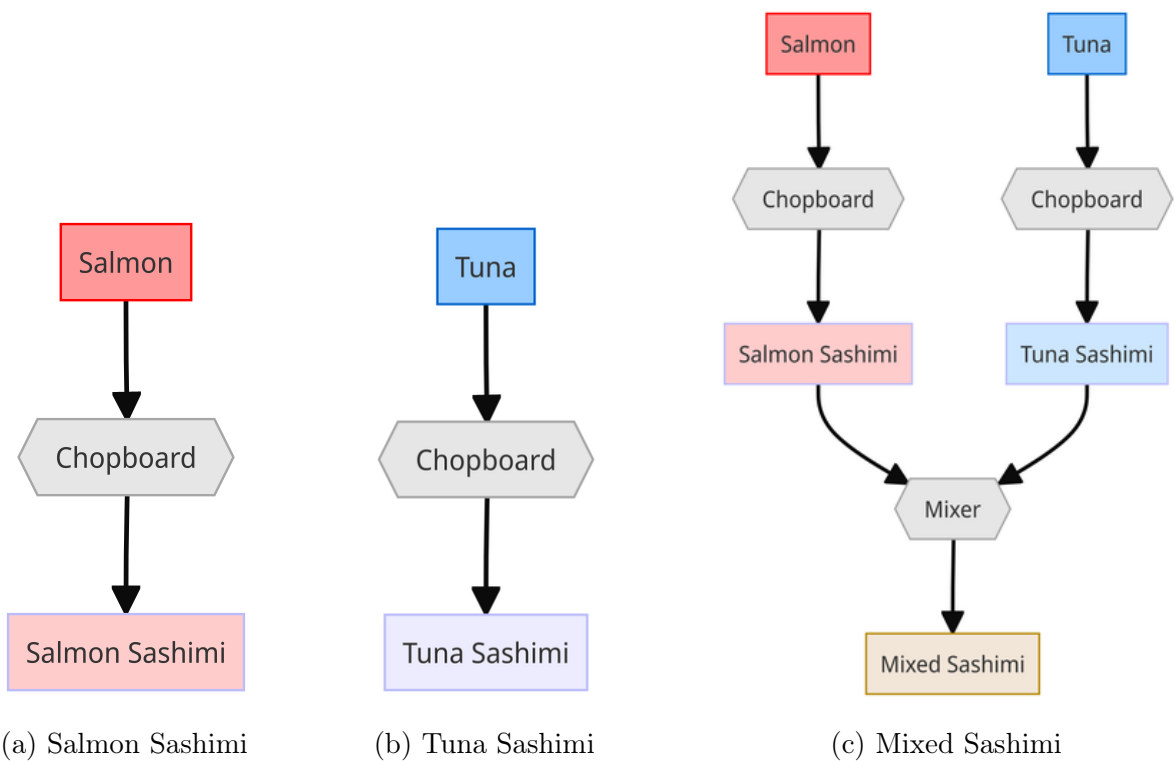 Salmon
Chopboard
Salmon Sashimi
(a) Salmon Sashimi
Tuna
Chopboard
Tuna Sashimi
(b) Tuna Sashimi
Salmon
Tuna
Chopboard
Chopboard
Salmon Sashimi
Tuna Sashimi
Mixer
Mixed Sashimi
(c) Mixed Sashimi